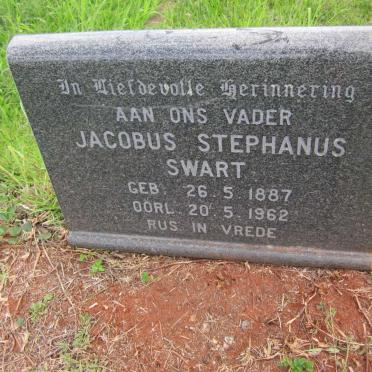 In Liefdevolle Herinnering
AAN ONS VADER
JACOBUS STEPHANUS
SWART
GEB. 26. 5. 1887
OORL. 20. 5. 1962
RUS IN VREDE